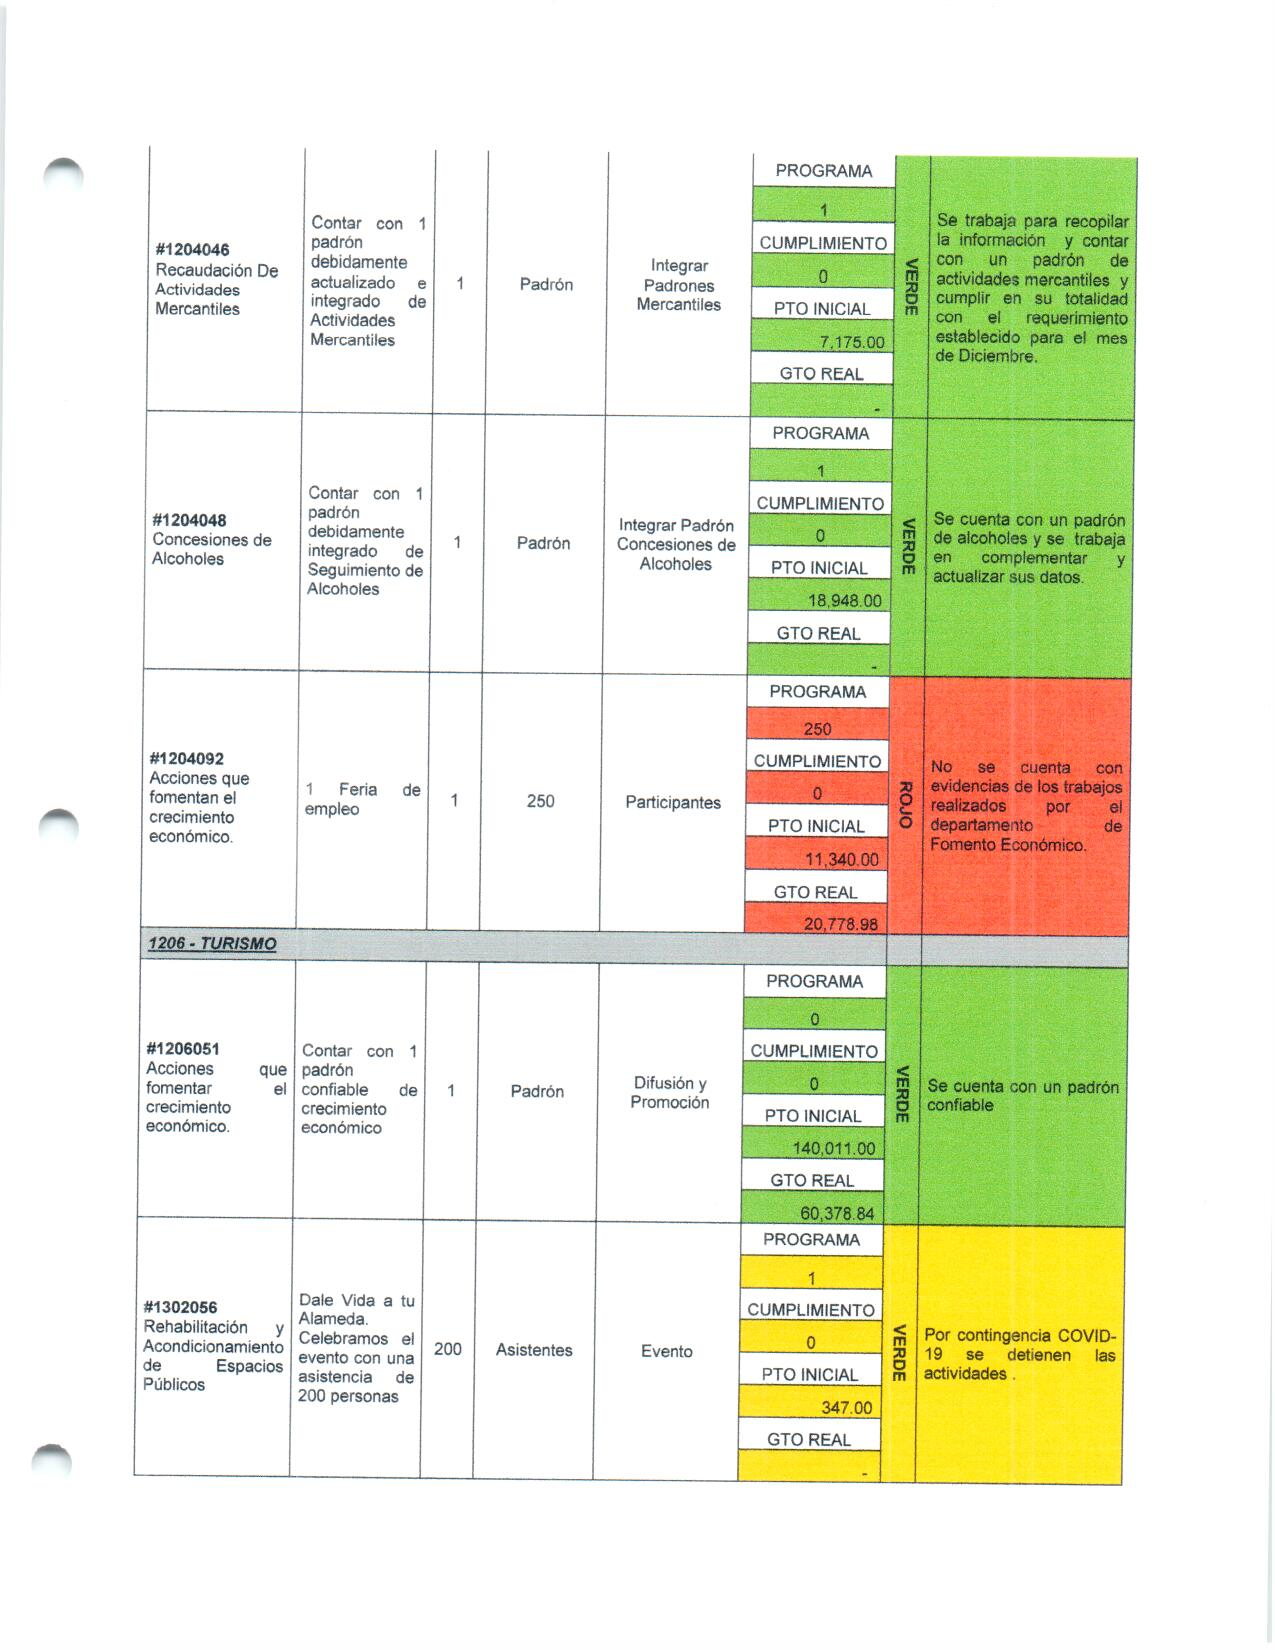 #1204046
Recaudación De
Actividades
Mercantiles
Contar con 1
padrón
debidamente
actualizado e
integrado de
Actividades
Mercantiles
1
Padrón
Integrar
Padrones
Mercantiles
PROGRAMA
1
CUMPLIMIENTO
0
PTO INICIAL
7,175.00
GTO REAL
-
VERDE
Se trabaja para recopilar
la información y contar
con un padrón de
actividades mercantiles y
cumplir en su totalidad
con el requerimiento
establecido para el mes
de Diciembre.
#1204048
Concesiones de
Alcoholes
Contar con 1
padrón
debidamente
integrado de
Seguimiento de
Alcoholes
1
Padrón
Integrar Padrón
Concesiones de
Alcoholes
PROGRAMA
1
CUMPLIMIENTO
0
PTO INICIAL
18,948.00
GTO REAL
-
VERDE
Se cuenta con un padrón
de alcoholes y se trabaja
en complementar y
actualizar sus datos.
#1204092
Acciones que
fomentan el
crecimiento
económico.
1 Feria de
empleo
1
250
Participantes
PROGRAMA
250
CUMPLIMIENTO
0
PTO INICIAL
11,340.00
GTO REAL
20,778.98
ROJO
No se cuenta con
evidencias de los trabajos
realizados por el
departamento de
Fomento Económico.
1206 - TURISMO
#1206051
Acciones que
fomentar el
crecimiento
económico.
Contar con 1
padrón
confiable de
crecimiento
económico
1
Padrón
Difusión y
Promoción
PROGRAMA
0
CUMPLIMIENTO
0
PTO INICIAL
140,011.00
GTO REAL
60,378.84
VERDE
Se cuenta con un padrón
confiable
#1302056
Rehabilitación y
Acondicionamiento
de Espacios
Públicos
Dale Vida a tu
Alameda.
Celebramos el
evento con una
asistencia de
200 personas
200
Asistentes
Evento
PROGRAMA
1
CUMPLIMIENTO
0
PTO INICIAL
347.00
GTO REAL
-
VERDE
Por contingencia COVID-
19 se detienen las
actividades .